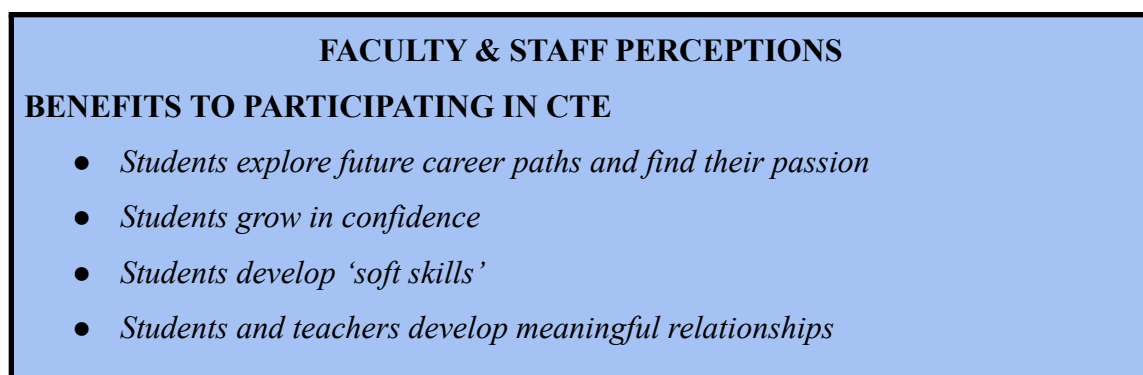 FACULTY & STAFF PERCEPTIONS
BENEFITS TO PARTICIPATING IN CTE
● Students explore future career paths and find their passion
● Students grow in confidence
● Students develop ‘soft skills’
● Students and teachers develop meaningful relationships